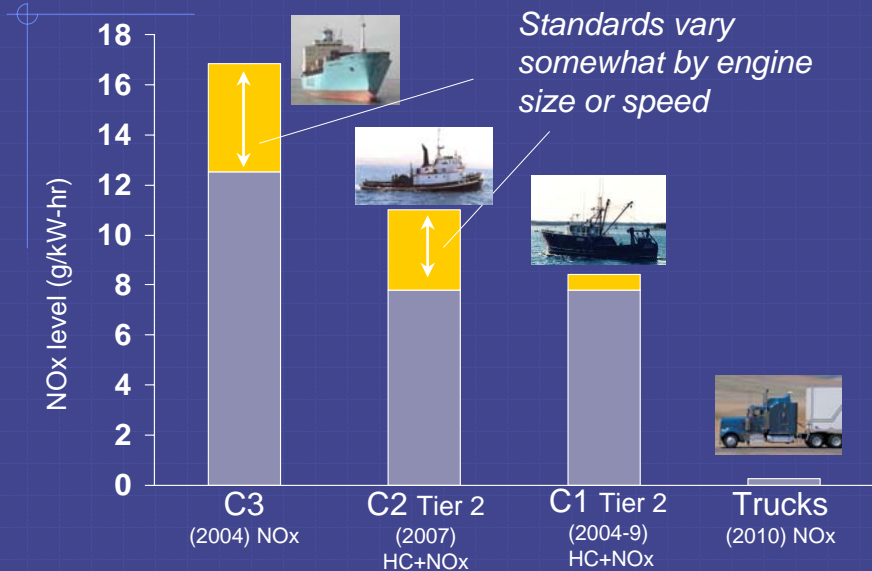 Standards vary
somewhat by engine
size or speed
NOx level (g/kW-hr)
18
16
14
12
10
8
6
4
2
0
C3
(2004) NOx
C2 Tier 2
(2007)
HC+NOx
C1 Tier 2
(2004-9)
HC+NOx
Trucks
(2010) NOx